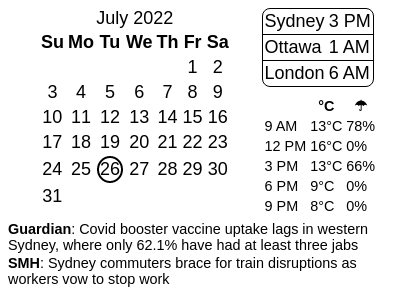 July 2022
Su Mo Tu We Th Fr Sa
1 2
3 4 5 6 7 8 9
10 11 12 13 14 15 16
17 18 19 20 21 22 23
24 25 26 27 28 29 30
31
Sydney 3 PM
Ottawa 1 AM
London 6 AM
°C ☂
9 AM 13°C 78%
12 PM 16°C 0%
3 PM 13°C 66%
6 PM 9°C 0%
9 PM 8°C 0%
Guardian: Covid booster vaccine uptake lags in western
Sydney, where only 62.1% have had at least three jabs
SMH: Sydney commuters brace for train disruptions as
workers vow to stop work